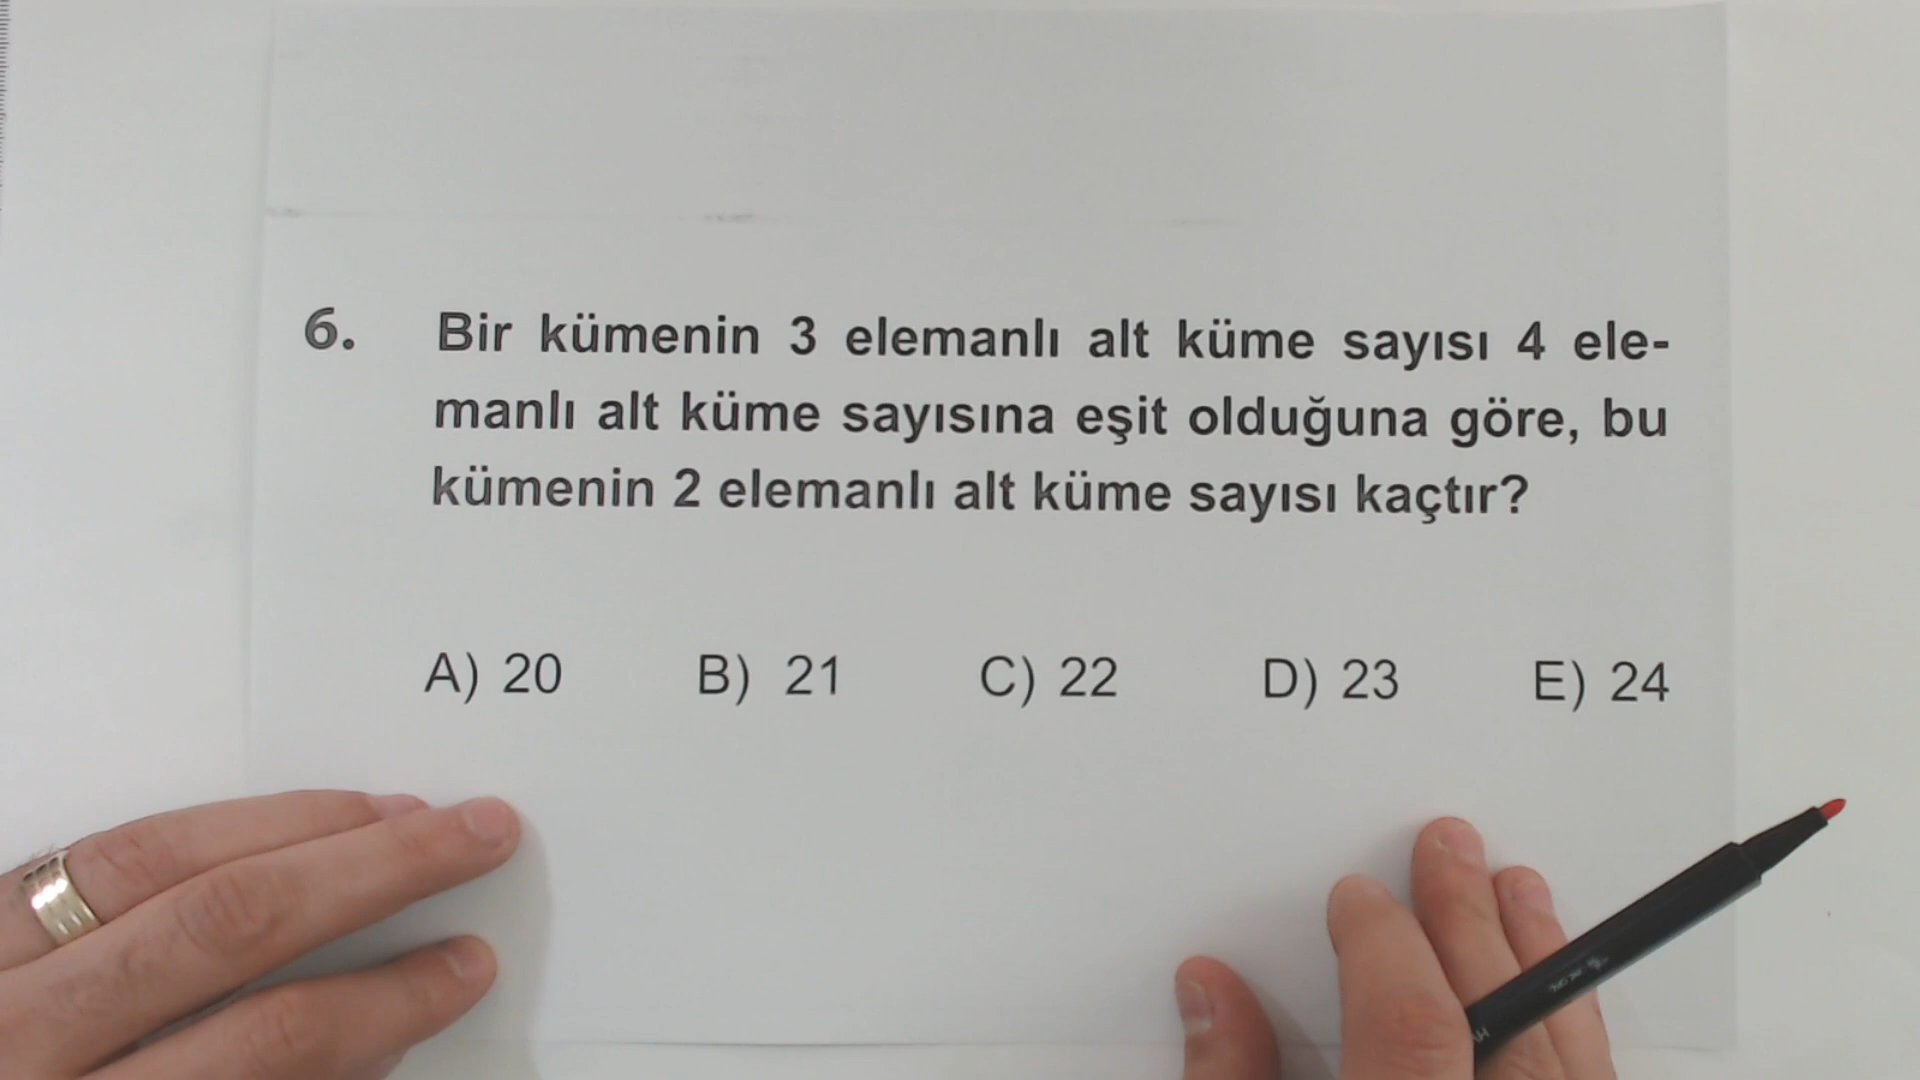 6. Bir kümenin 3 elemanlı alt küme sayısı 4 ele-
manlı alt küme sayısına eşit olduğuna göre, bu
kümenin 2 elemanlı alt küme sayısı kaçtır?
A) 20 B) 21 C) 22 D) 23 E) 24